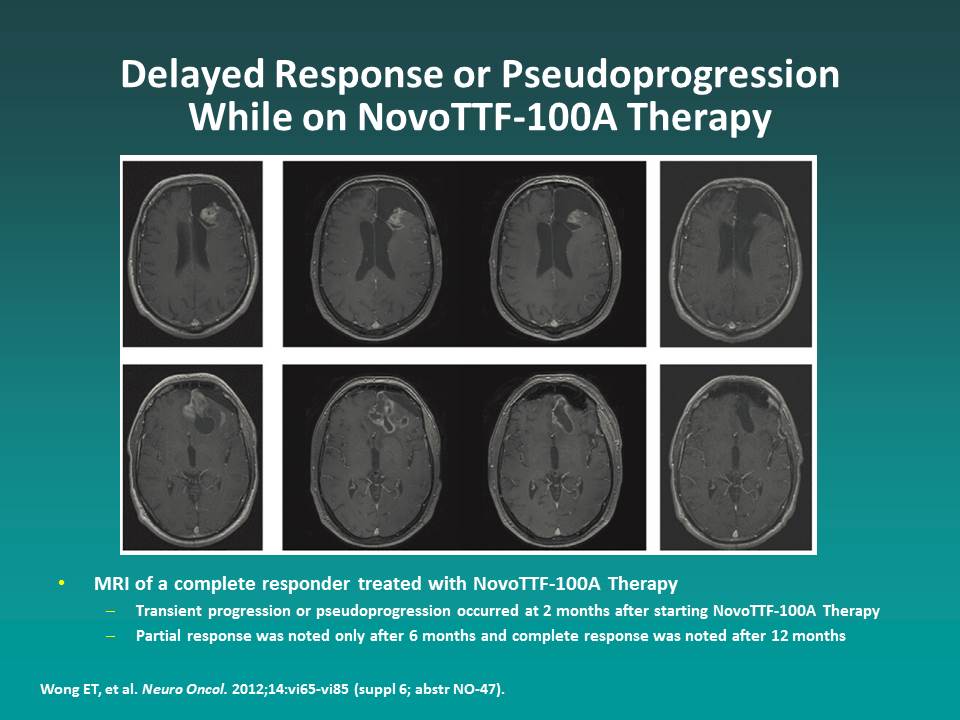 Delayed Response or Pseudoprogression
While on NovoTTF-100A Therapy
• MRI of a complete responder treated with NovoTTF-100A Therapy
– Transient progression or pseudoprogression occurred at 2 months after starting NovoTTF-100A Therapy
– Partial response was noted only after 6 months and complete response was noted after 12 months
Wong ET, et al. Neuro Oncol. 2012;14:vi65-vi85 (suppl 6; abstr NO-47).